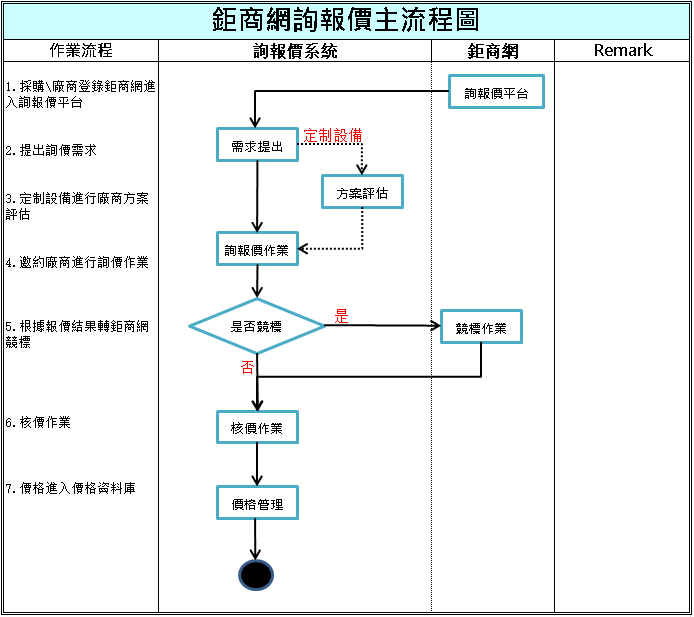 鉅商網詢報價主流程圖
作業流程
詢報價系統
鉅商網
Remark
1.採購\廠商登錄鉅商網進
入詢報價平台
2.提出詢價需求
3.定制設備進行廠商方案
評估
4.邀約廠商進行詢價作業
5.根據報價結果轉鉅商網
競標
6.核價作業
7.價格進入價格資料庫
詢報價平台
需求提出
定制設備
方案評估
詢報價作業
是否競標
是
競標作業
否
核價作業
價格管理